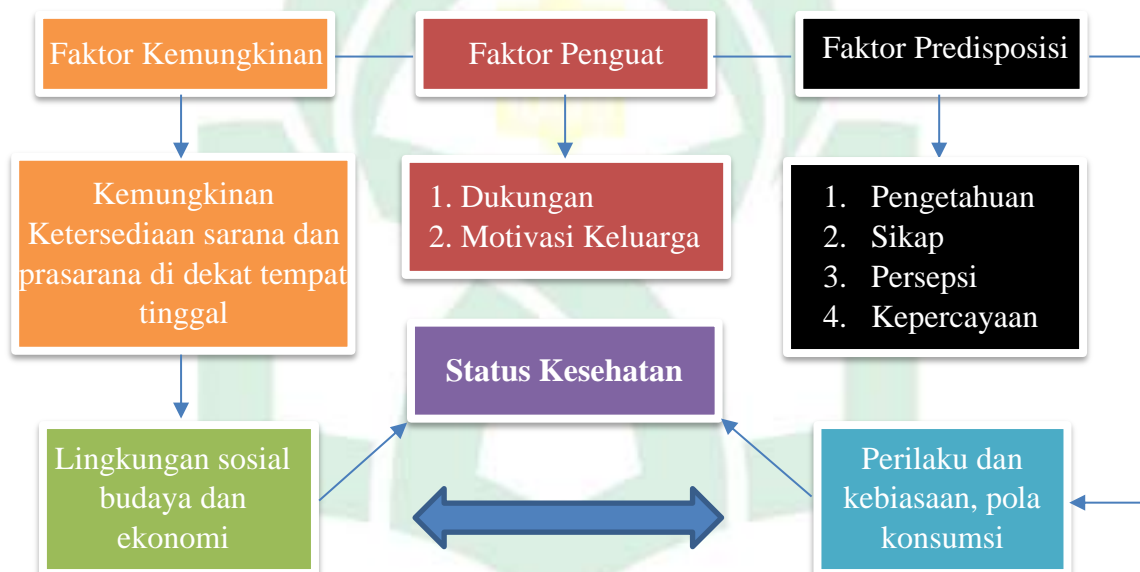 Faktor Kemungkinan
Faktor Penguat
Faktor Predisposisi
Kemungkinan
Ketersediaan sarana dan
prasarana di dekat tempat
tinggal
1. Dukungan
2. Motivasi Keluarga
1. Pengetahuan
2. Sikap
3. Persepsi
4. Kepercayaan
Status Kesehatan
Lingkungan sosial
budaya dan
ekonomi
Perilaku dan
kebiasaan, pola
konsumsi